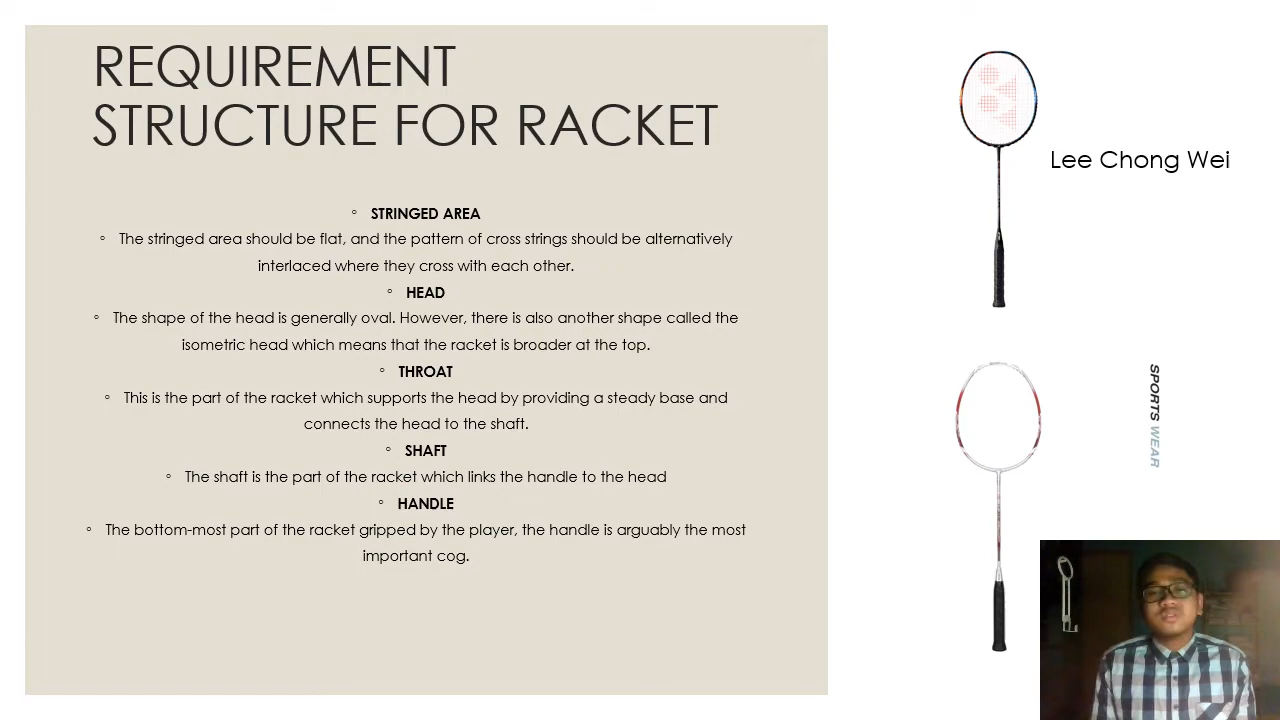 REQUIREMENT
STRUCTURE FOR RACKET
◦ STRINGED AREA
◦ The stringed area should be flat, and the pattern of cross strings should be alternatively
interlaced where they cross with each other.
◦ HEAD
◦ The shape of the head is generally oval. However, there is also another shape called the
isometric head which means that the racket is broader at the top.
◦ THROAT
◦ This is the part of the racket which supports the head by providing a steady base and
connects the head to the shaft.
◦ SHAFT
◦ The shaft is the part of the racket which links the handle to the head
◦ HANDLE
◦ The bottom-most part of the racket gripped by the player, the handle is arguably the most
important cog.
Lee Chong Wei
SPORTS WEAR